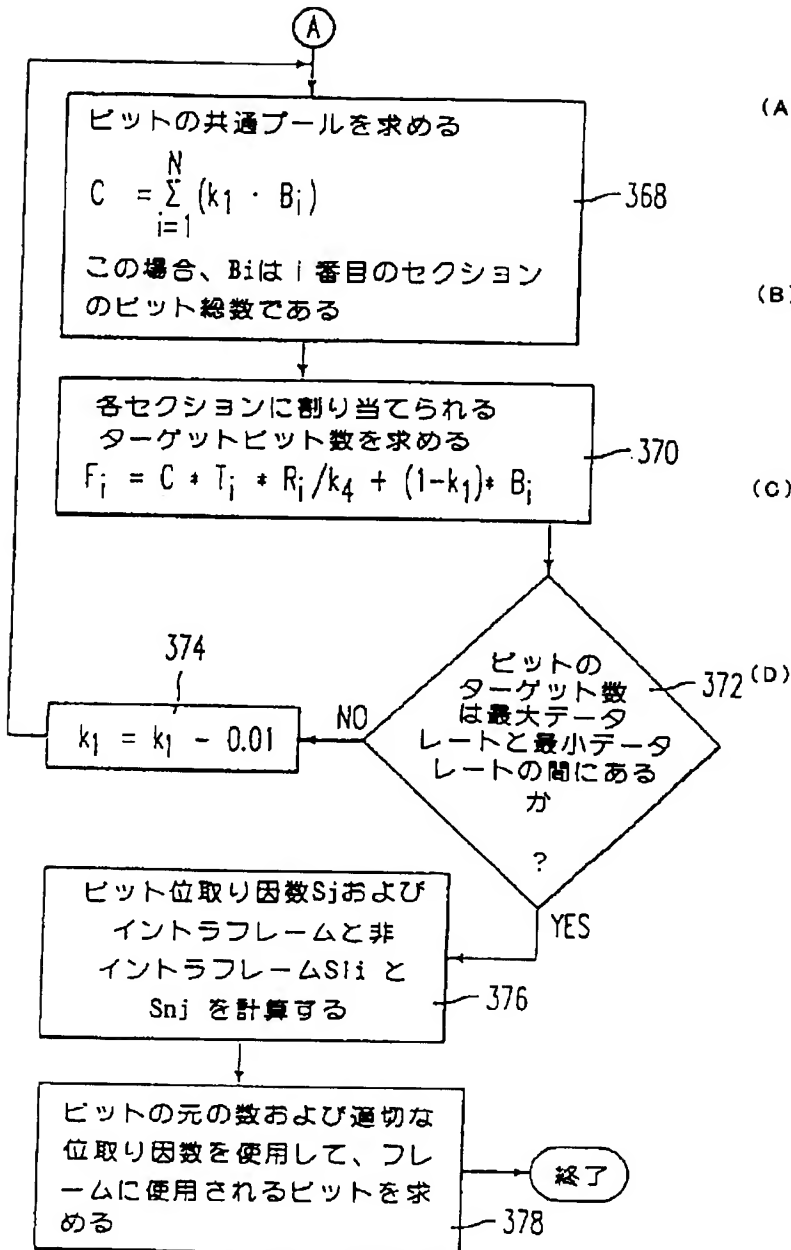 A
ビットの共通プールを求める
N
C = Σ (k1 · Bi)
i=1
この場合、Biは i 番目のセクション
のビット総数である
368
各セクションに割り当てられる
ターゲットビット数を求める
Fi = C * Ti * Ri/k4 + (1-k1)* Bi
370
ビットの
ターゲット数
は最大データ
レートと最小データ
レートの間にある
か
?
372
NO
374
k1 = k1 - 0.01
YES
ビット位取り因数Sjおよび
イントラフレームと非
イントラフレームSIi と
Snj を計算する
376
ビットの元の数および適切な
位取り因数を使用して、フレ
ームに使用されるビットを求
める
378
終了
(A
(B)
(C)
(D)